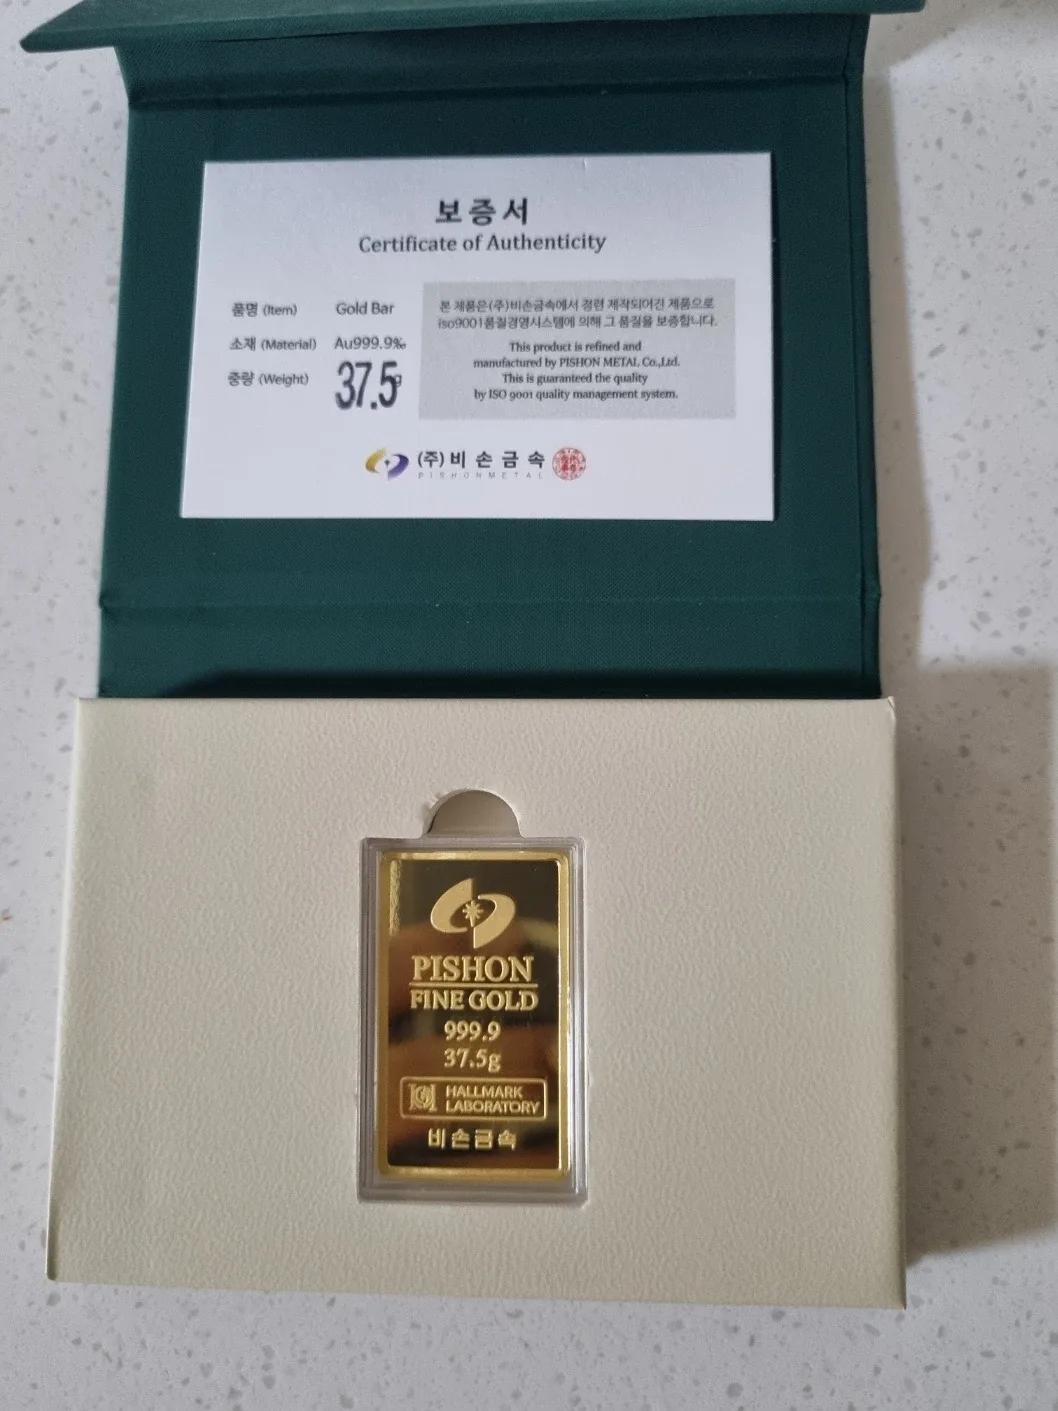 보증서
Certificate of Authenticity
품명 (Item) Gold Bar
소재 (Material) Au999.9‰
중량 (Weight) 37.5g
본 제품은(주)비손금속에서 정련 제작되어진 제품으로
iso9001품질경영시스템에 의해 그 품질을 보증합니다.
This product is refined and
manufactured by PISHON METAL Co.,Ltd.
This is guaranteed the quality
by ISO 9001 quality management system.
(주)비손금속
PISHONMETAL
PISHON
FINE GOLD
999.9
37.5g
HALLMARK
LABORATORY
비손금속